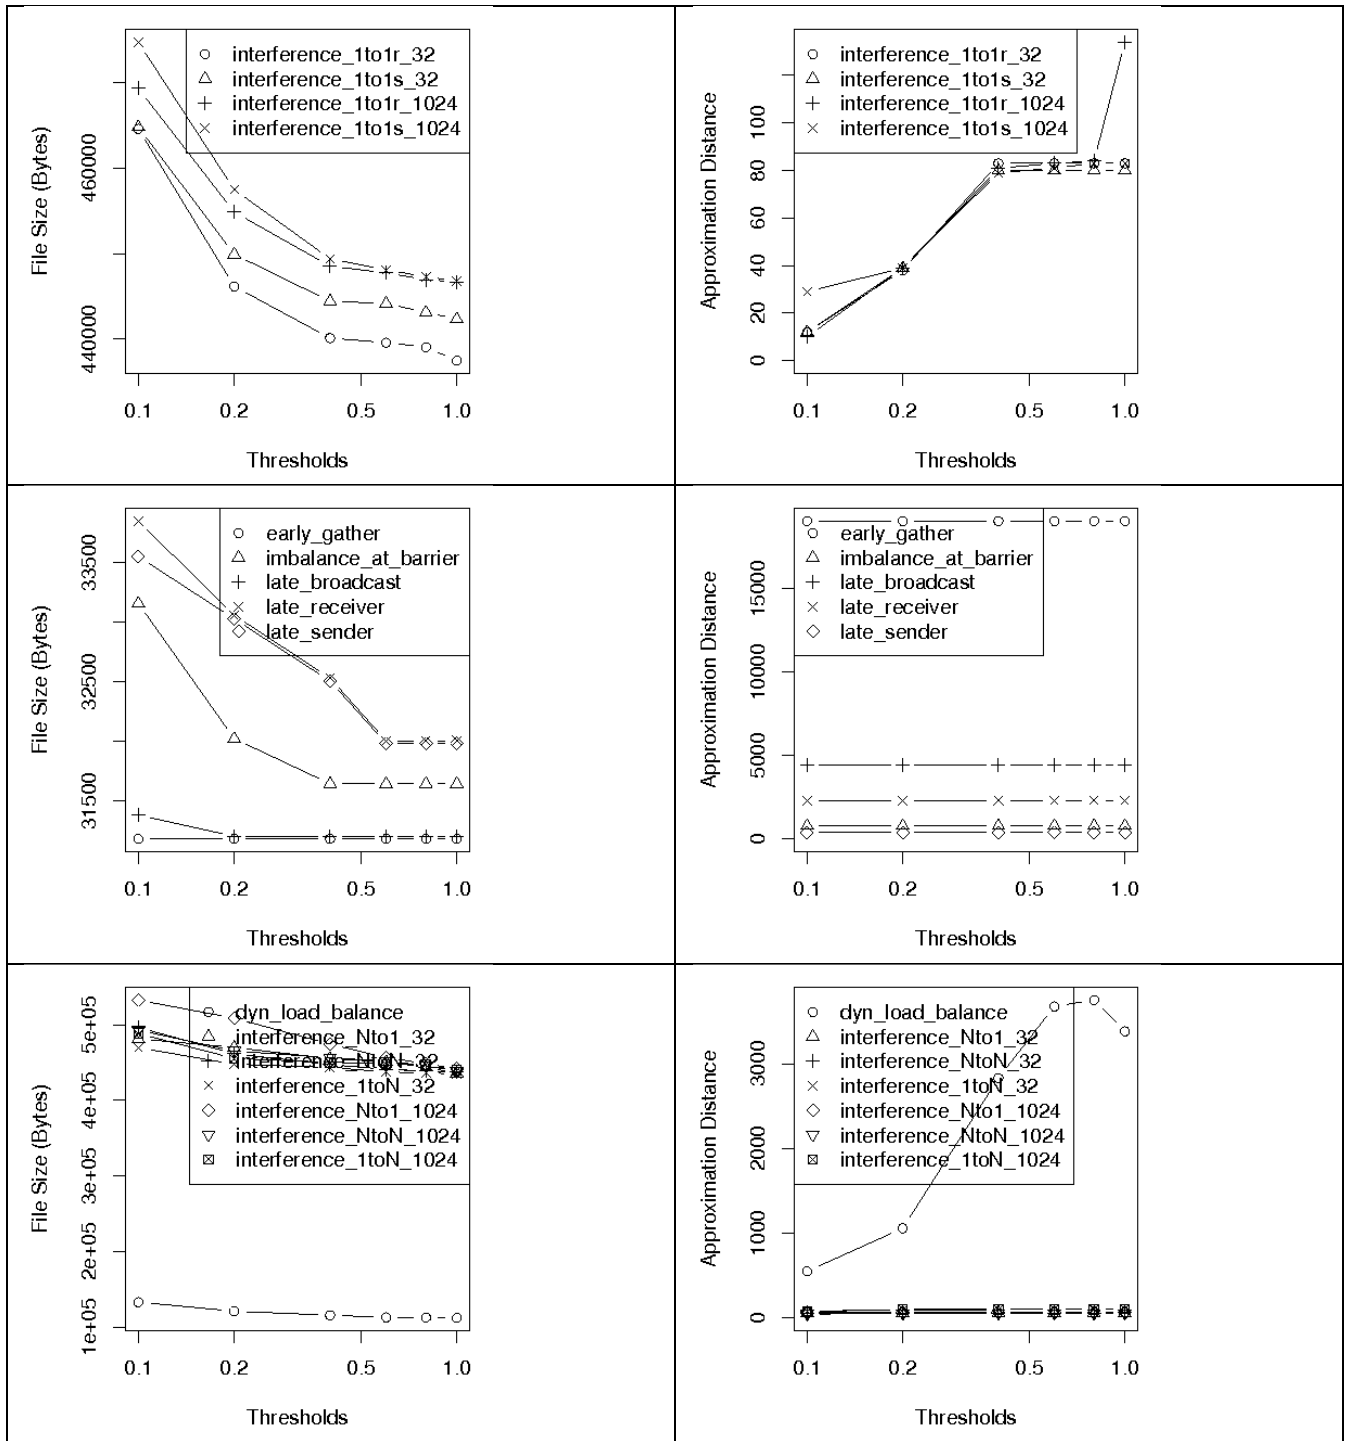 interference_1to1r_32
interference_1to1s_32
interference_1to1r_1024
interference_1to1s_1024
File Size (Bytes)
460000
440000
0.1 0.2 0.5 1.0
Thresholds
interference_1to1r_32
interference_1to1s_32
interference_1to1r_1024
interference_1to1s_1024
Approximation Distance
100
80
60
40
20
0
0.1 0.2 0.5 1.0
Thresholds
early_gather
imbalance_at_barrier
late_broadcast
late_receiver
late_sender
File Size (Bytes)
33500
32500
31500
0.1 0.2 0.5 1.0
Thresholds
early_gather
imbalance_at_barrier
late_broadcast
late_receiver
late_sender
Approximation Distance
15000
10000
5000
0
0.1 0.2 0.5 1.0
Thresholds
dyn_load_balance
interference_Nto1_32
interference_NtoN_32
interference_1toN_32
interference_Nto1_1024
interference_NtoN_1024
interference_1toN_1024
File Size (Bytes)
5e+05
4e+05
3e+05
2e+05
1e+05
0.1 0.2 0.5 1.0
Thresholds
dyn_load_balance
interference_Nto1_32
interference_NtoN_32
interference_1toN_32
interference_Nto1_1024
interference_NtoN_1024
interference_1toN_1024
Approximation Distance
3000
2000
1000
0
0.1 0.2 0.5 1.0
Thresholds